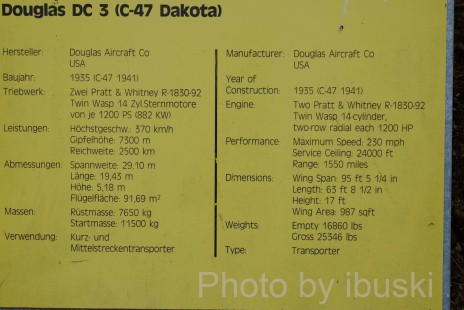 Douglas DC 3 (C-47 Dakota)
Hersteller: Douglas Aircraft Co
USA
Baujahr: 1935 (C-47 1941)
Triebwerk: Zwei Pratt & Whitney R-1830-92
Twin Wasp 14 Zyl.Sternmotore
von je 1200 PS (882 KW)
Leistungen: Höchstgeschw.: 370 km/h
Gipfelhöhe: 7300 m
Reichweite: 2500 km
Abmessungen: Spannweite: 29,10 m
Länge: 19,43 m
Höhe: 5,18 m
Flügelfläche: 91,69 m²
Massen: Rüstmasse: 7650 kg
Startmasse: 11500 kg
Verwendung: Kurz- und
Mittelstreckentransporter
Manufacturer: Douglas Aircraft Co
USA
Year of
Construction: 1935 (C-47 1941)
Engine: Two Pratt & Whitney R-1830-92
Twin Wasp 14-cylinder,
two-row radial each 1200 HP
Performance: Maximum Speed: 230 mph
Service Ceiling: 24000 ft
Range: 1550 miles
Dimensions: Wing Span: 95 ft 5 1/4 in
Length: 63 ft 8 1/2 in
Height: 17 ft
Wing Area: 987 sqft
Weights: Empty 16860 lbs
Gross 25346 lbs
Type: Transporter
Photo by ibuski